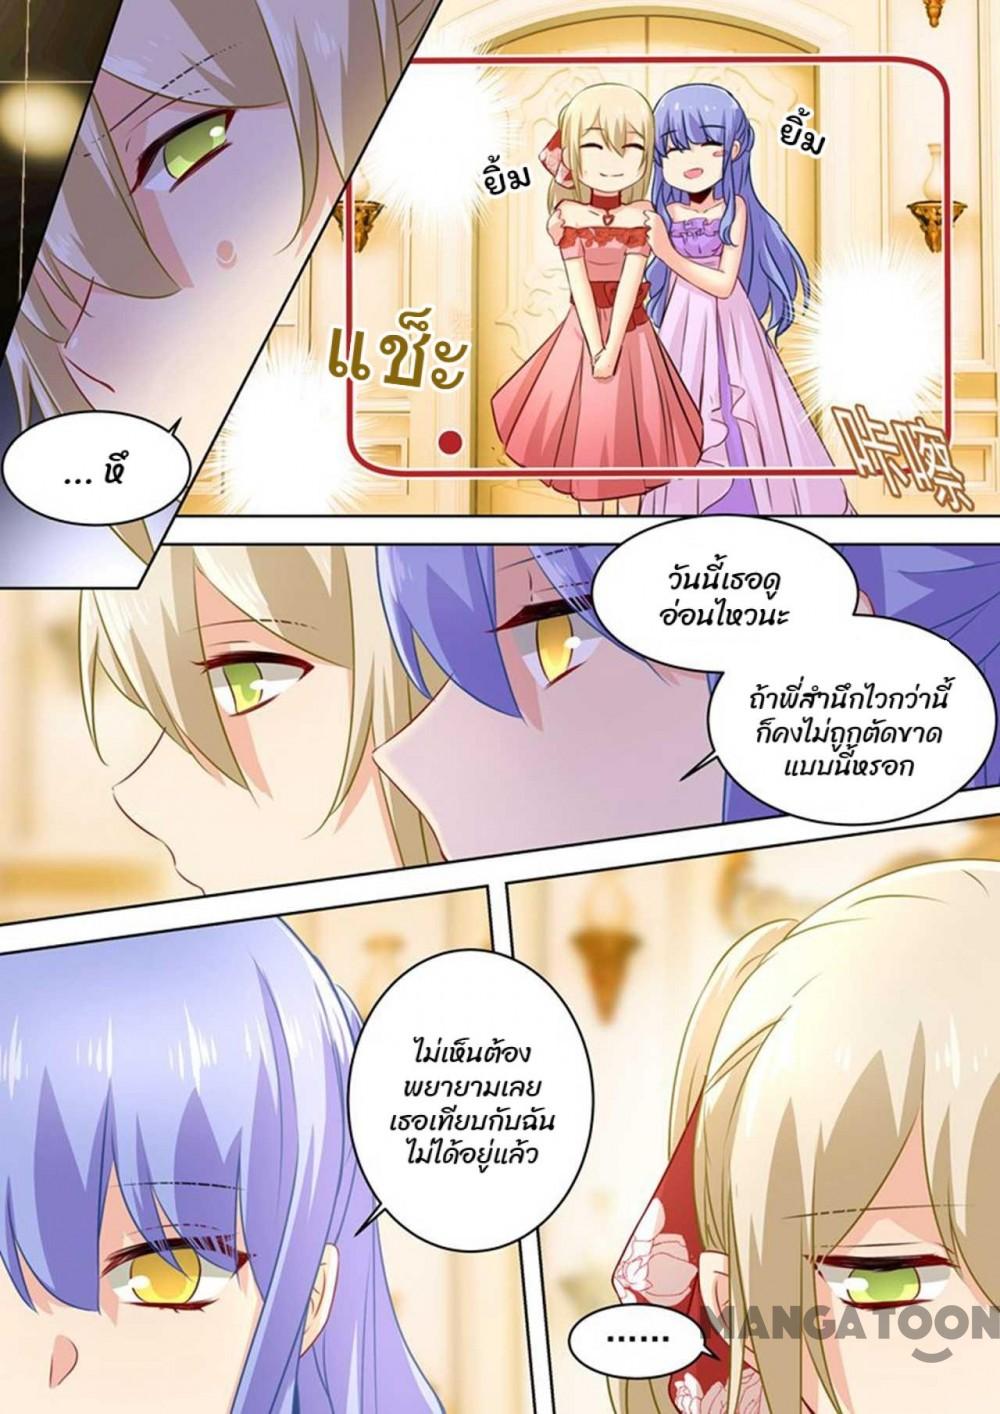 ยิ้ม
ยิ้ม
แช็ะ
咔嚓
... หึ
วันนี้เธอดู
อ่อนไหวนะ
ถ้าพี่สำนึกไวกว่านี้
ก็คงไม่ถูกตัดขาด
แบบนี้หรอก
ไม่เห็นต้อง
พยายามเลย
เธอเทียบกับฉัน
ไม่ได้อยู่แล้ว
......
MANGATOON